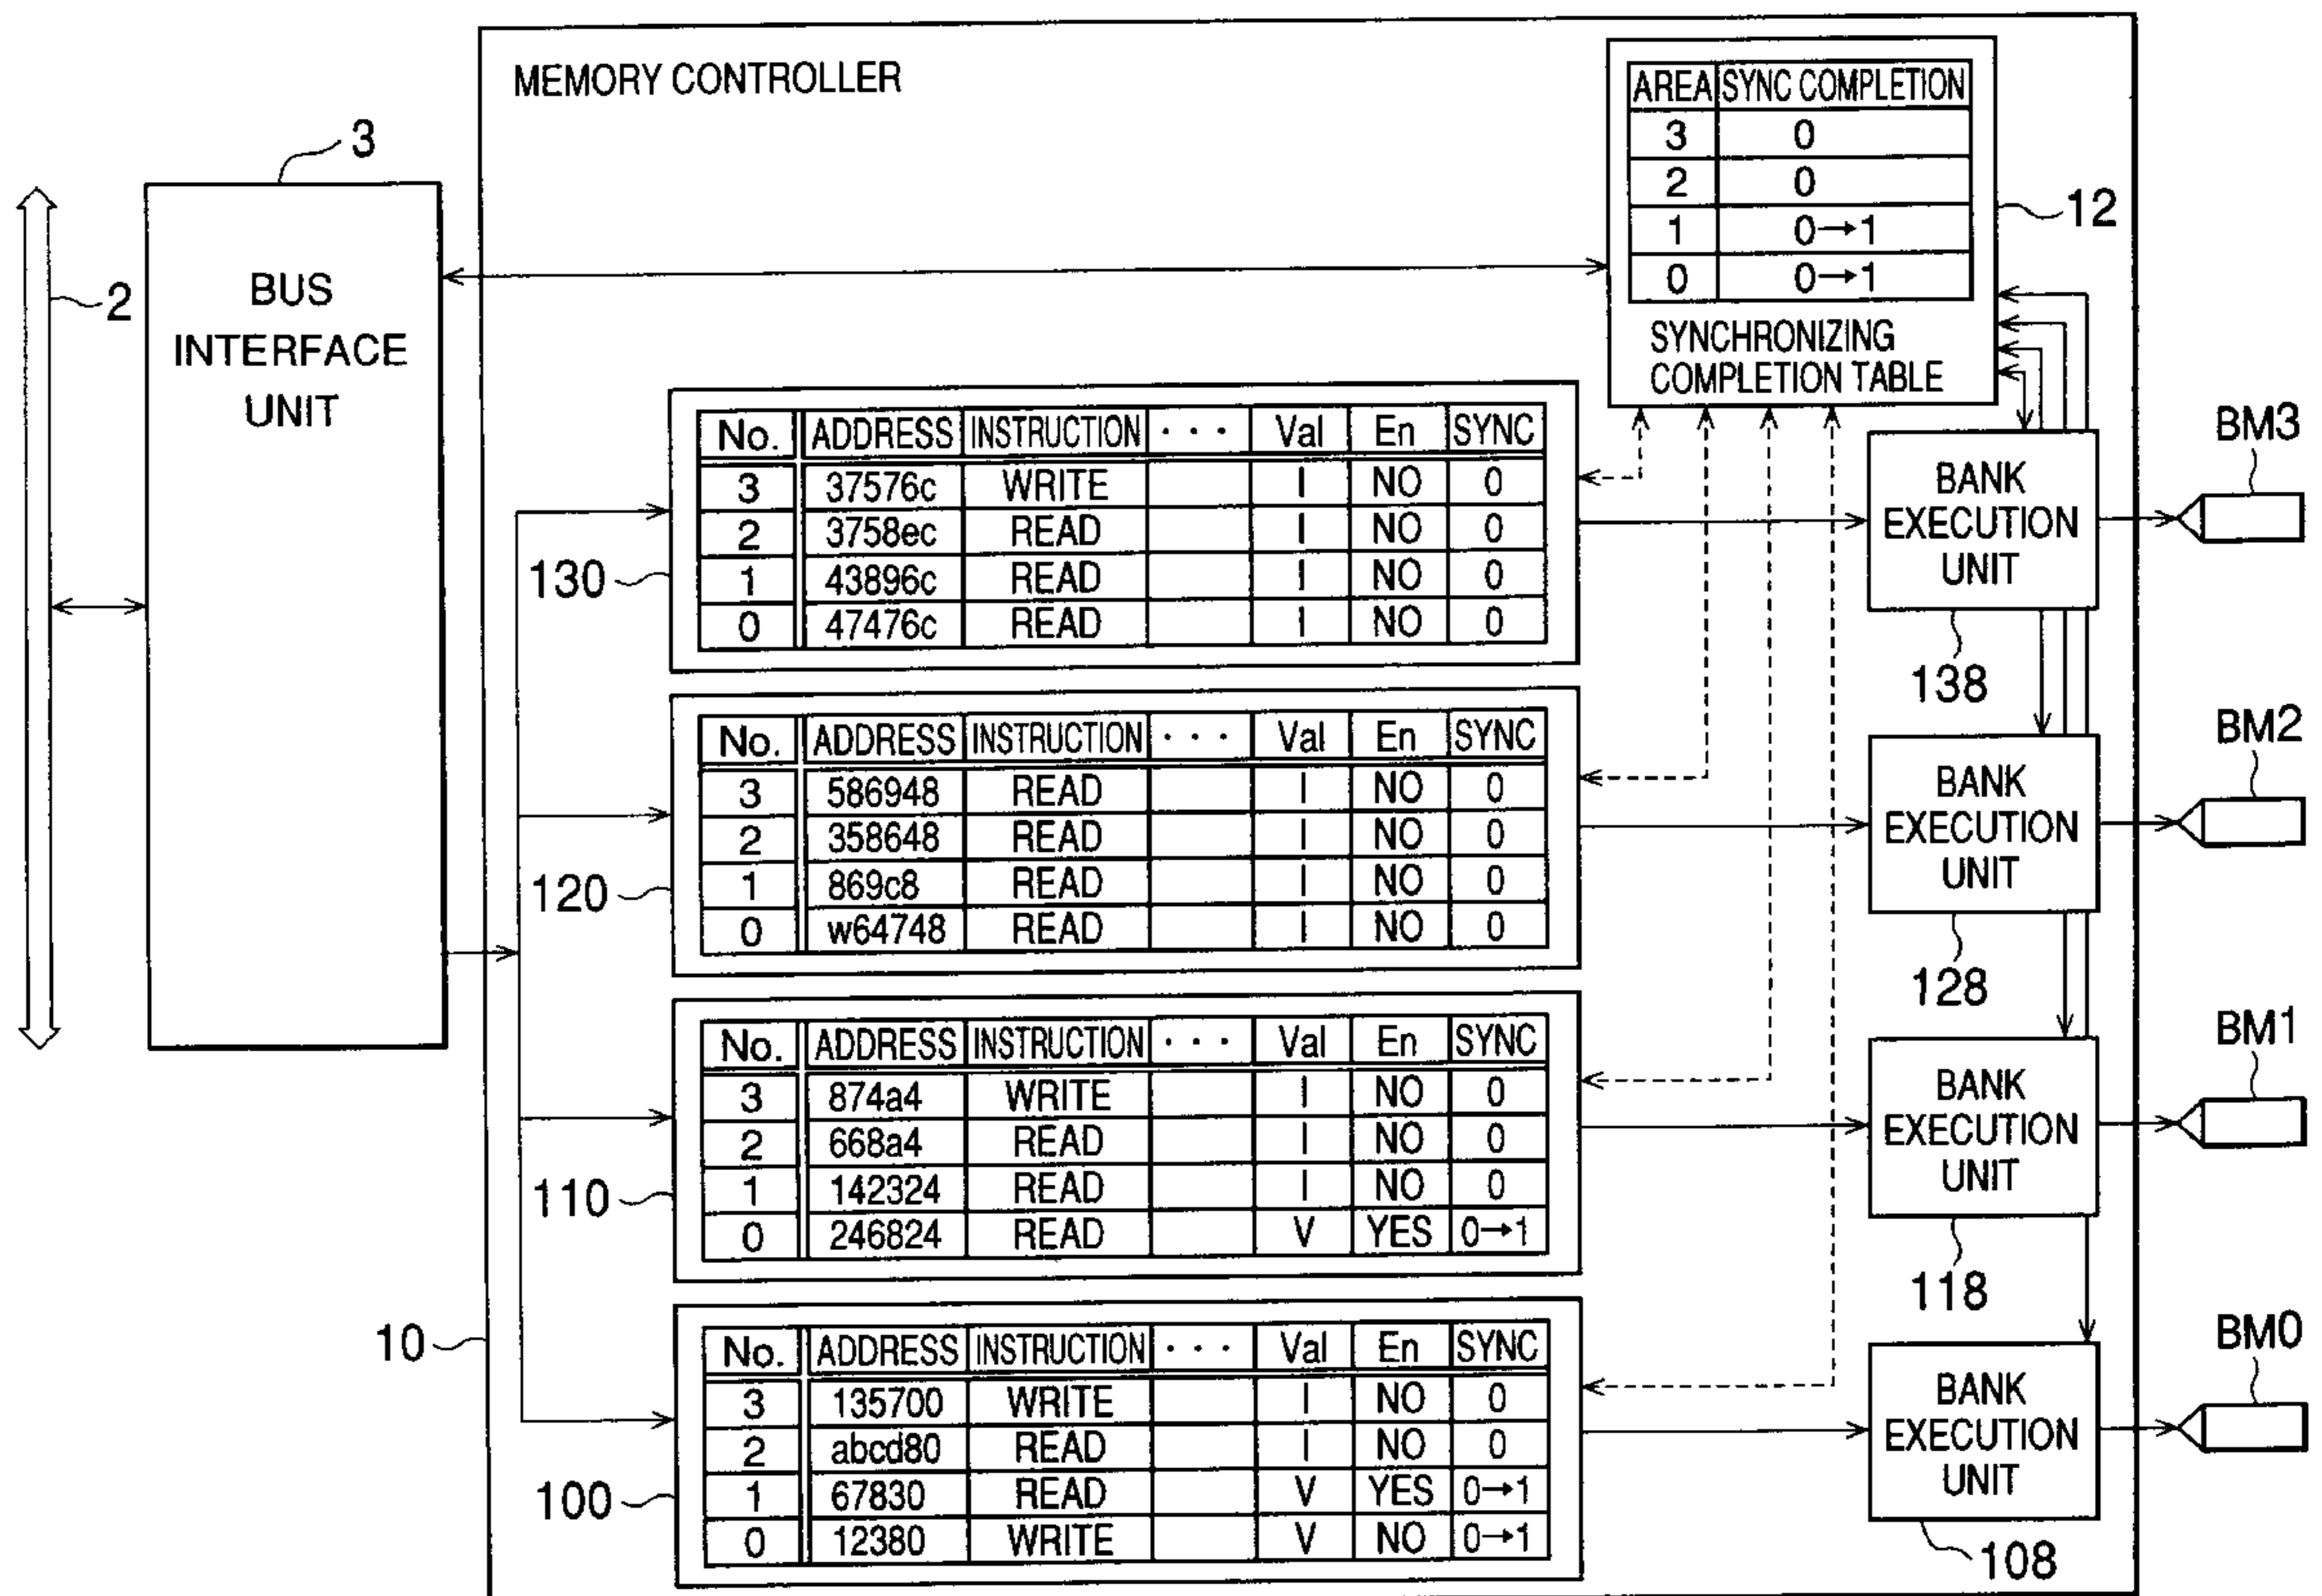 MEMORY CONTROLLER
AREA SYNC COMPLETION
3 0
2 0
1 0→1
0 0→1
SYNCHRONIZING
COMPLETION TABLE
12
3
2
BUS
INTERFACE
UNIT
No. ADDRESS INSTRUCTION ··· Val En SYNC
3 37576c WRITE I NO 0
2 3758ec READ I NO 0
1 43896c READ I NO 0
0 47476c READ I NO 0
130
BANK
EXECUTION
UNIT
138
BM3
No. ADDRESS INSTRUCTION ··· Val En SYNC
3 586948 READ I NO 0
2 358648 READ I NO 0
1 869c8 READ I NO 0
0 w64748 READ I NO 0
120
BANK
EXECUTION
UNIT
128
BM2
No. ADDRESS INSTRUCTION ··· Val En SYNC
3 874a4 WRITE I NO 0
2 668a4 READ I NO 0
1 142324 READ I NO 0
0 246824 READ V YES 0→1
110
BANK
EXECUTION
UNIT
118
BM1
10
No. ADDRESS INSTRUCTION ··· Val En SYNC
3 135700 WRITE I NO 0
2 abcd80 READ I NO 0
1 67830 READ V YES 0→1
0 12380 WRITE V NO 0→1
100
BANK
EXECUTION
UNIT
108
BM0